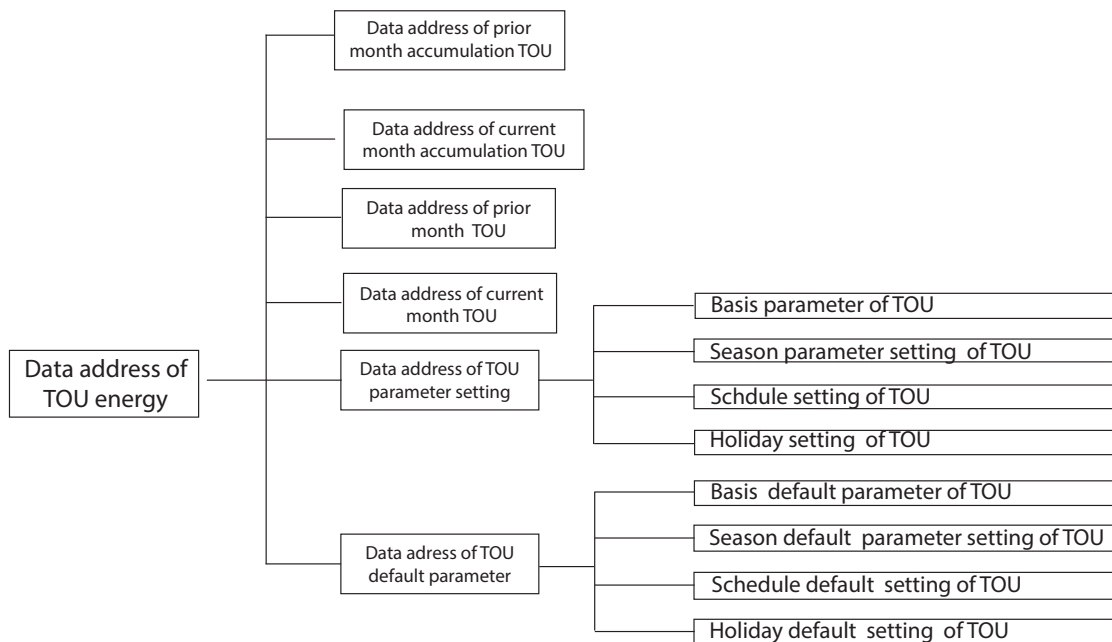 Data address of prior
month accumulation TOU
Data address of current
month accumulation TOU
Data address of prior
month TOU
Data address of current
month TOU
Data address of
TOU energy
Data address of TOU
parameter setting
Basis parameter of TOU
Season parameter setting of TOU
Schdule setting of TOU
Holiday setting of TOU
Data adress of TOU
default parameter
Basis default parameter of TOU
Season default parameter setting of TOU
Schedule default setting of TOU
Holiday default setting of TOU